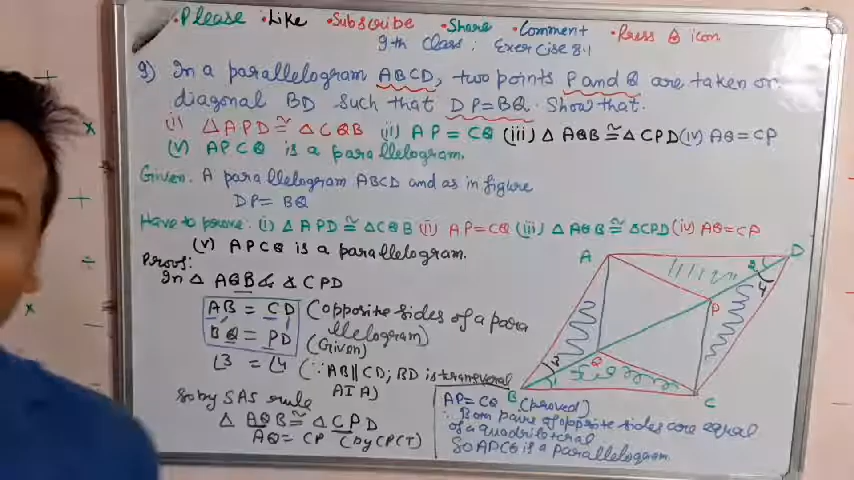 • Please • Like • Subscribe • Share • Comment • Press 🔔 icon
9th Class : Exercise 8.1
9) In a parallelogram ABCD, two points P and Q are taken on
diagonal BD such that DP=BQ. Show that.
(i) △APD ≅ △CQB (ii) AP = CQ (iii) △AQB ≅ △CPD (iv) AQ = CP
(v) APCQ is a parallelogram.
Given. A parallelogram ABCD and as in figure
DP = BQ
Have to prove: (i) △APD ≅ △CQB (ii) AP=CQ (iii) △AQB ≅ △CPD (iv) AQ=CP
(v) APCQ is a parallelogram.
Proof:
In △ AQB & △ CPD
AB = CD (opposite sides of a para
llelogram)
BQ = PD (Given)
∠3 = ∠4 (∵ AB||CD; BD is transversal
AIA)
So by SAS rule
△ AQB ≅ △ CPD
AQ = CP (by CPCT)
AP = CQ (proved)
∴ Both pairs of opposite sides are equal
of a quadrilateral
So APCQ is a parallelogram.
A
D
2
4
P
3
Q
B
1
C